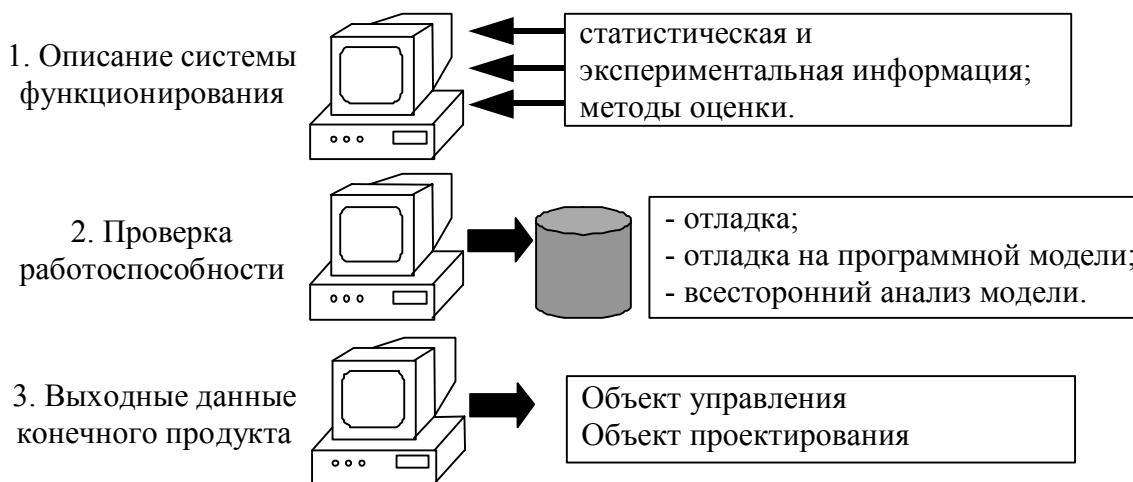 1. Описание системы
функционирования
статистическая и
экспериментальная информация;
методы оценки.
2. Проверка
работоспособности
- отладка;
- отладка на программной модели;
- всесторонний анализ модели.
3. Выходные данные
конечного продукта
Объект управления
Объект проектирования